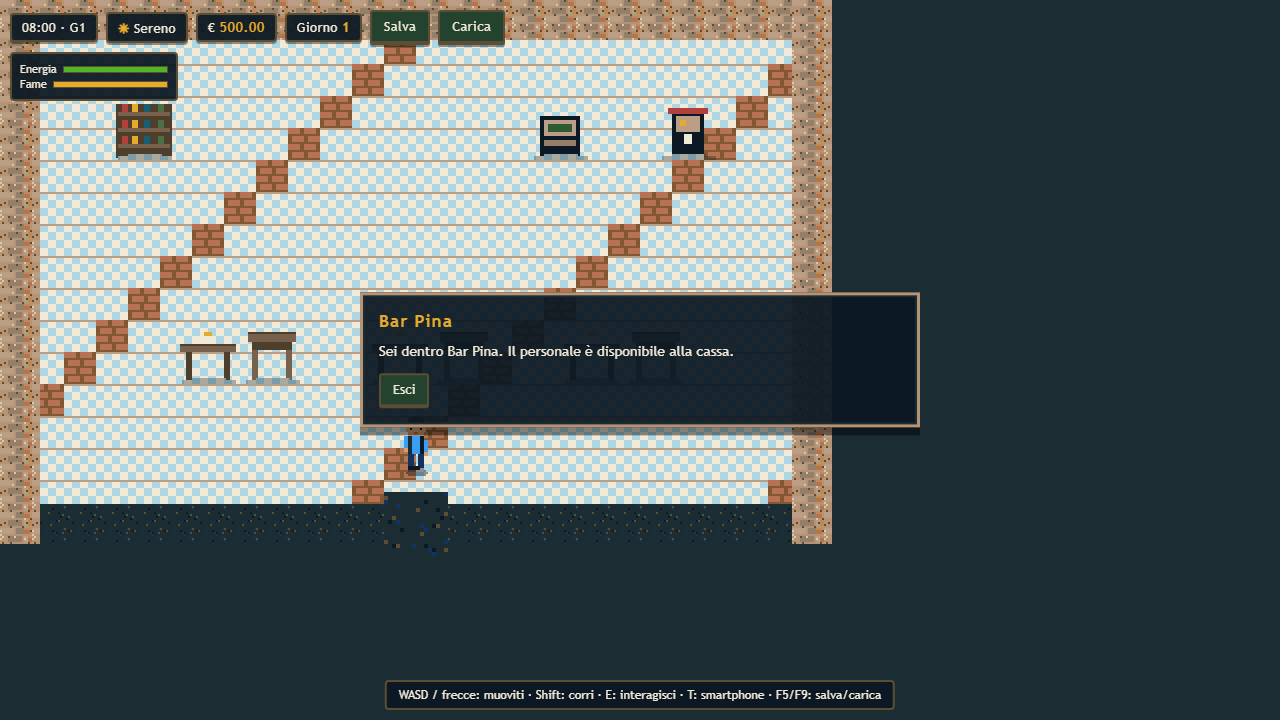 08:00 · G1
☀ Sereno
€ 500.00
Giorno 1
Salva
Carica
Energia
Fame
Bar Pina
Sei dentro Bar Pina. Il personale è disponibile alla cassa.
Esci
WASD / frecce: muoviti · Shift: corri · E: interagisci · T: smartphone · F5/F9: salva/carica